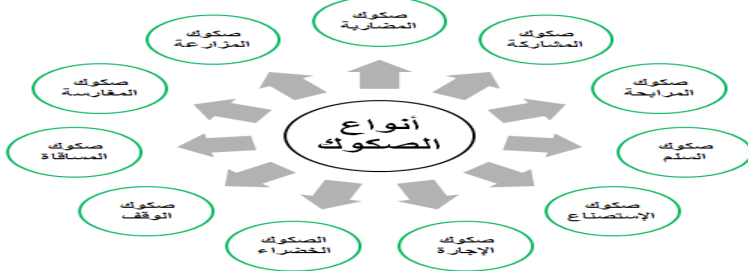 أنواع
الصكوك
صكوك
المضاربة
صكوك
المشاركة
صكوك
المرابحة
صكوك
السلم
صكوك
الإستصناع
صكوك
الإجارة
الصكوك
الخضراء
صكوك
الوقف
صكوك
المساقاة
صكوك
المغارسة
صكوك
المزارعة